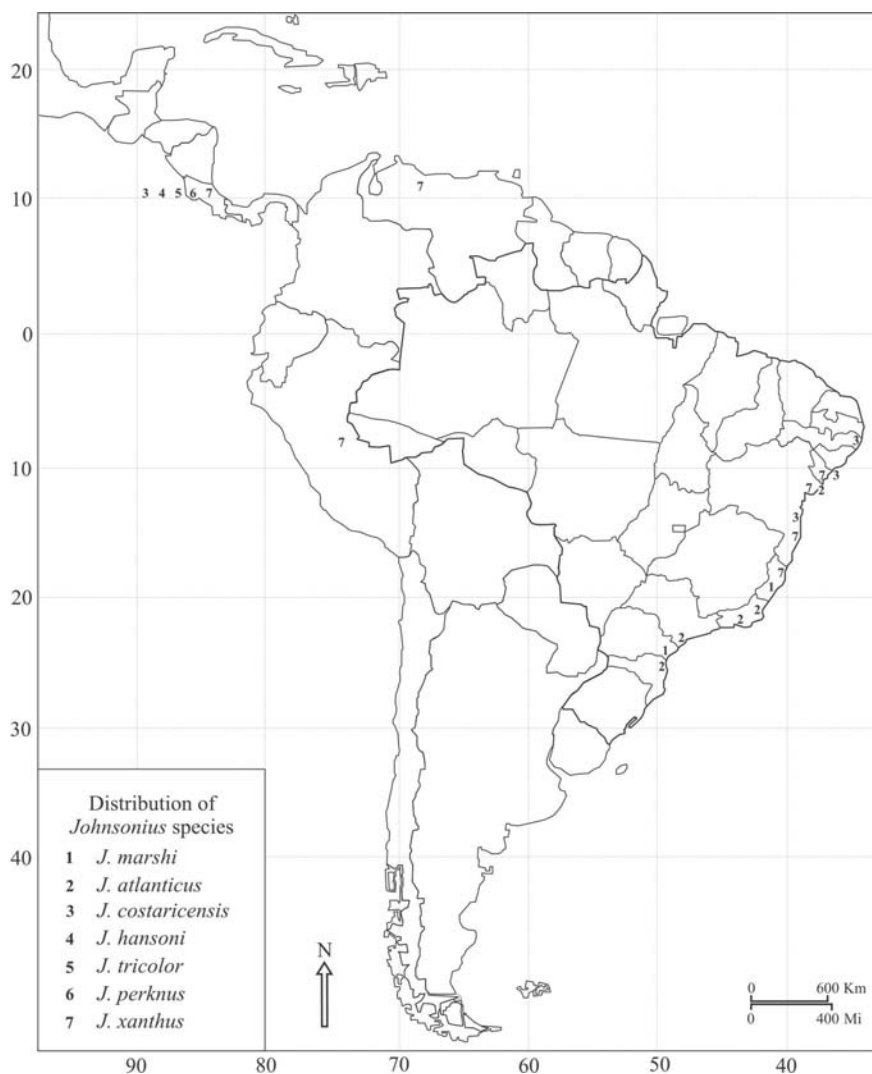 20
3 4 5 6 7
7
10
0
3
7
10
7 3
7 2
3
7
7
1
20
2
2
2
1
2
30
Distribution of
Johnsonius species
1 J. marshi
2 J. atlanticus
40
3 J. costaricensis
4 J. hansoni
5 J. tricolor
N
6 J. perknus
0 600 Km
7 J. xanthus
0 400 Mi
90 80 70 60 50 40